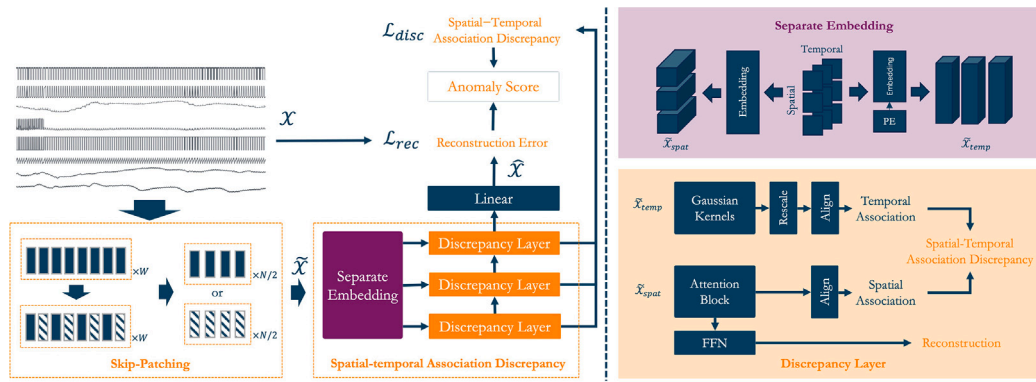 ℒdisc
Spatial−Temporal
Association Discrepancy
Anomaly Score
𝒳
ℒrec
Reconstruction Error
𝒳̂
Linear
×W
×W
×N/2
or
×N/2
Skip-Patching
𝒳̃
Separate
Embedding
Discrepancy Layer
Discrepancy Layer
Discrepancy Layer
Spatial-temporal Association Discrepancy
Separate Embedding
Temporal
Spatial
Embedding
Embedding
PE
𝒳̃spat
𝒳̃temp
𝒳̃temp
Gaussian
Kernels
Rescale
Align
Temporal
Association
Spatial-Temporal
Association Discrepancy
𝒳̃spat
Attention
Block
Align
Spatial
Association
FFN
Reconstruction
Discrepancy Layer